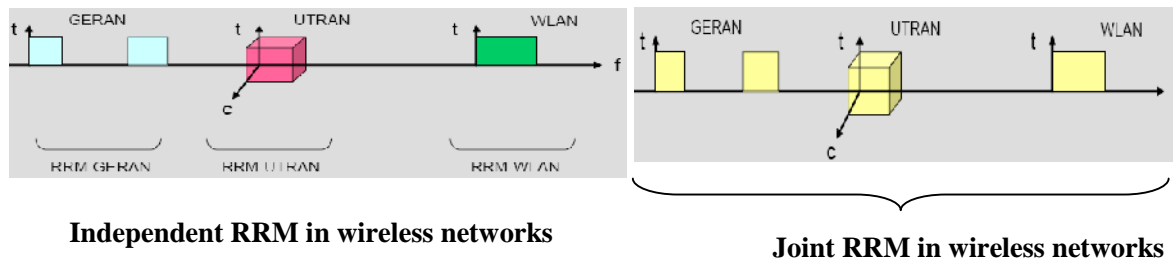 GERAN UTRAN WLAN
t t t f
c
RRM GERAN RRM UTRAN RRM WLAN
Independent RRM in wireless networks
GERAN UTRAN WLAN
t t t
c
Joint RRM in wireless networks